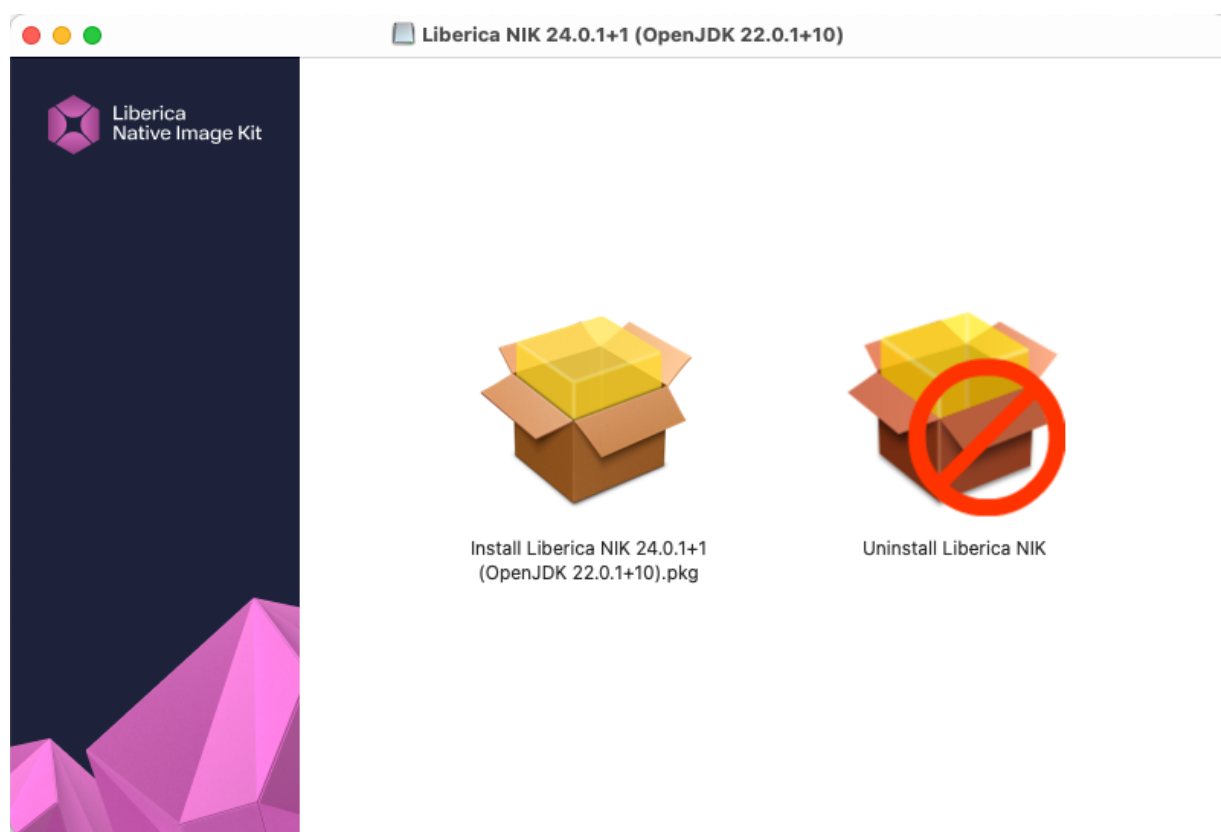 Liberica NIK 24.0.1+1 (OpenJDK 22.0.1+10)
Liberica
Native Image Kit
Install Liberica NIK 24.0.1+1
(OpenJDK 22.0.1+10).pkg
Uninstall Liberica NIK